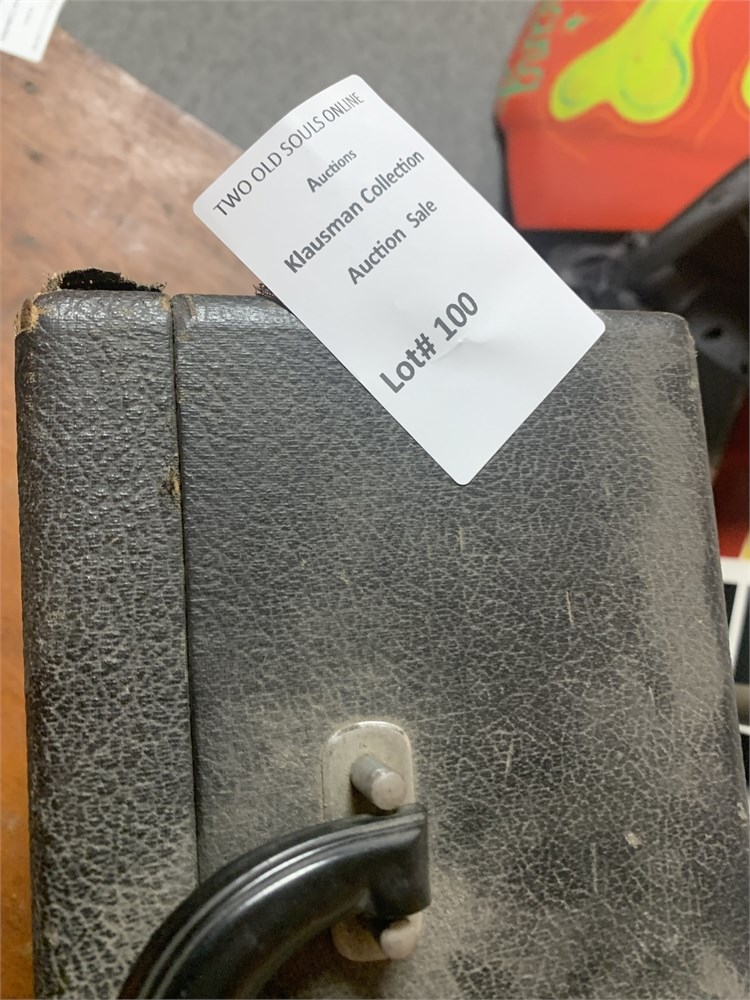 TWO OLD SOULS ONLINE
Auctions
Klausman Collection
Auction Sale
Lot# 100